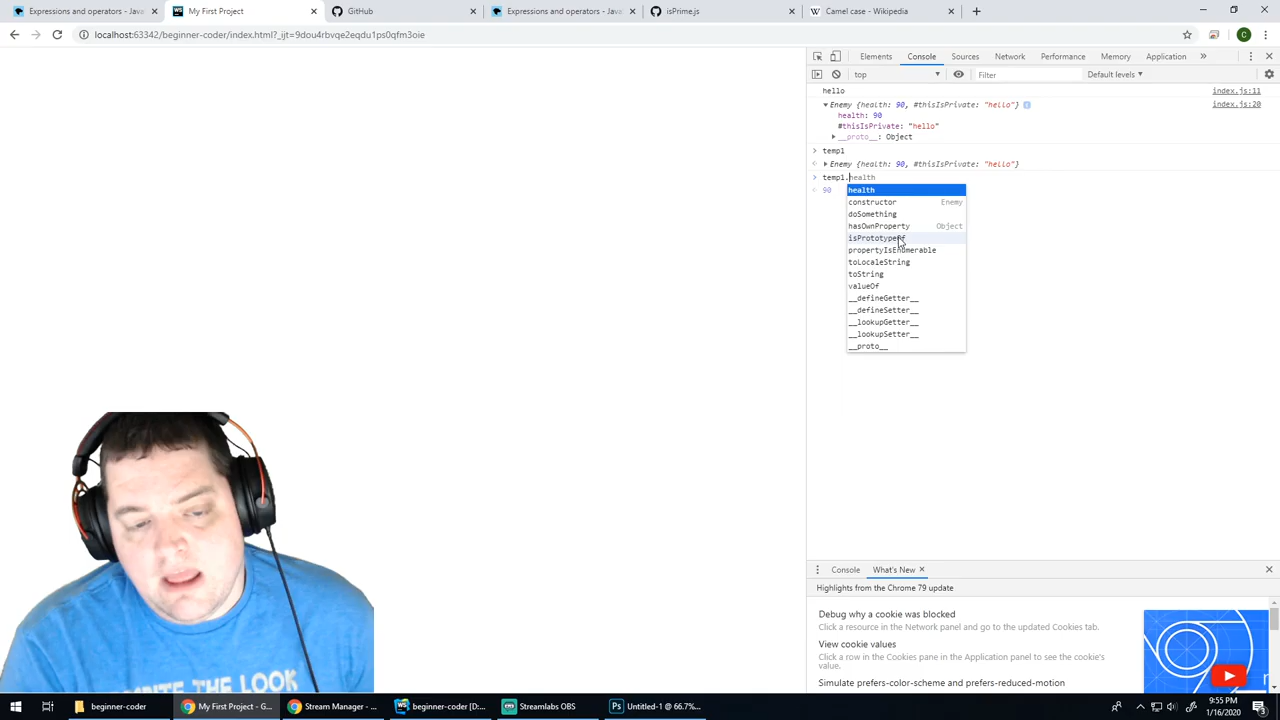 Expressions and operators - Java
My First Project
GitHub
Expressions and operators - Java
isPrime.js
Camel case - Wikipedia
localhost:63342/beginner-coder/index.html?_ijt=9dou4rbvqe2eqdu1ps0qfm3oie
Elements Console Sources Network Performance Memory Application
top Filter Default levels
hello index.js:11
Enemy {health: 90, #thisIsPrivate: "hello"} index.js:20
health: 90
#thisIsPrivate: "hello"
__proto__: Object
temp1
Enemy {health: 90, #thisIsPrivate: "hello"}
temp1.health
90
health
constructor Enemy
doSomething
hasOwnProperty Object
isPrototypeOf
propertyIsEnumerable
toLocaleString
toString
valueOf
__defineGetter__
__defineSetter__
__lookupGetter__
__lookupSetter__
__proto__
Console What's New
Highlights from the Chrome 79 update
Debug why a cookie was blocked
Click a resource in the Network panel and go to the updated Cookies tab.
View cookie values
Click a row in the Cookies pane in the Application panel to see the cookie's
value.
Simulate prefers-color-scheme and prefers-reduced-motion
THE LOOK
beginner-coder
My First Project - G...
Stream Manager - ...
beginner-coder [D:...
Streamlabs OBS
Untitled-1 @ 66.7%...
9:55 PM
1/16/2020
3